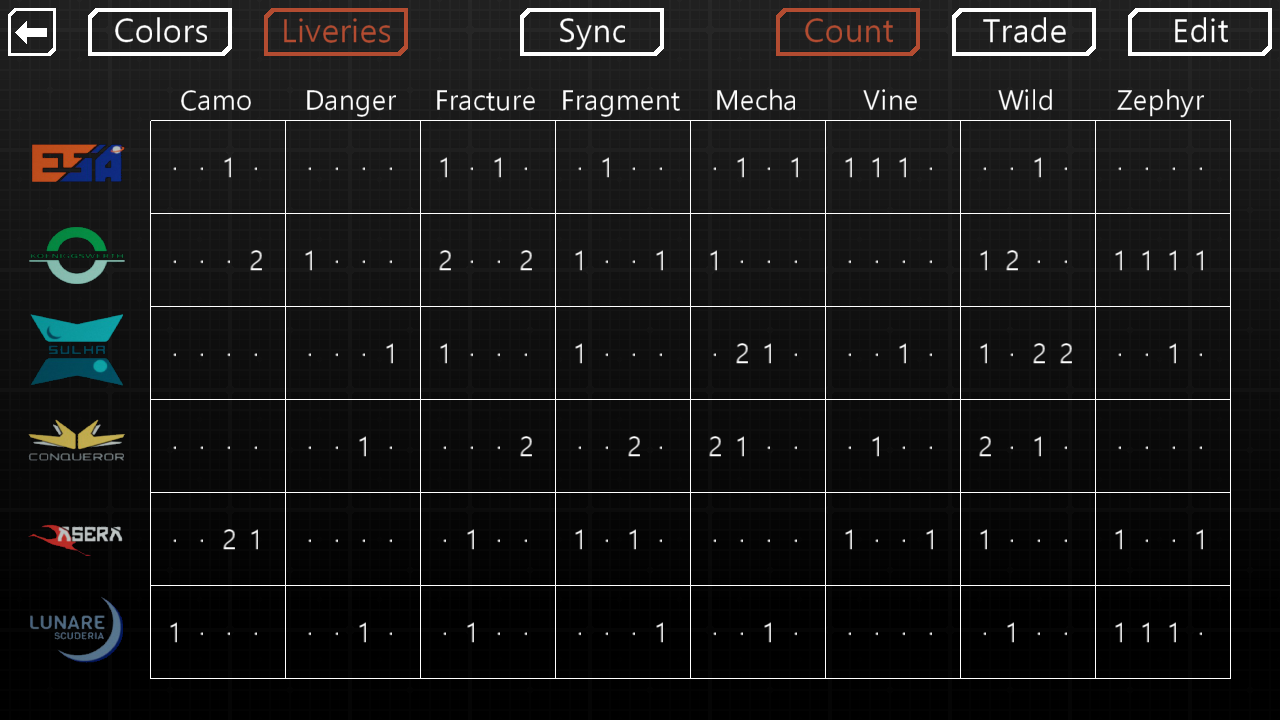 Colors Liveries Sync Count Trade Edit
Camo Danger Fracture Fragment Mecha Vine Wild Zephyr
ESA · · 1 · · · · · 1 · 1 · · 1 · · · 1 · 1 1 1 1 · · · 1 · · · · ·
KOENIGGSWERTH · · · 2 1 · · · 2 · · 2 1 · · 1 1 · · · · · · · 1 2 · · 1 1 1 1
SULHA · · · · · · · 1 1 · · · 1 · · · · 2 1 · · · 1 · 1 · 2 2 · · 1 ·
CONQUEROR · · · · · · 1 · · · · 2 · · 2 · 2 1 · · · 1 · · 2 · 1 · · · · ·
ASERA · · 2 1 · · · · · 1 · · 1 · 1 · · · · · 1 · · 1 1 · · · 1 · · 1
LUNARE SCUDERIA 1 · · · · · 1 · · 1 · · · · · 1 · · 1 · · · · · · 1 · · 1 1 1 ·